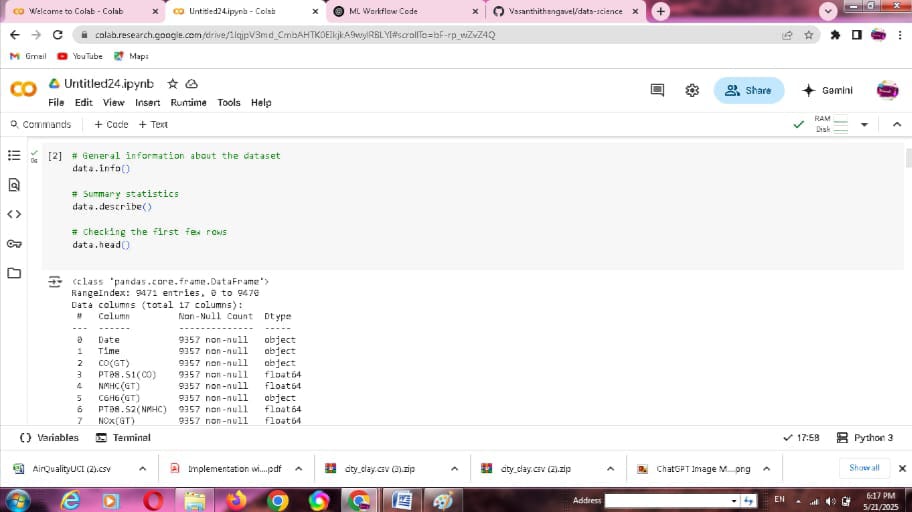 Welcome to Colab - Colab
Untitled24.ipynb - Colab
ML Workflow Code
Vasanthithangavel/data-science
colab.research.google.com/drive/1lqjpV3md_CmbAHTK0EIkjkA9wylR8LYl#scrollTo=bF-rp_wZvZ4Q
Gmail YouTube Maps
CO Untitled24.ipynb
File Edit View Insert Runtime Tools Help
Share
Gemini
Commands + Code + Text
RAM
Disk
0s
[2] # General information about the dataset
data.info()
# Summary statistics
data.describe()
# Checking the first few rows
data.head()
<class 'pandas.core.frame.DataFrame'>
RangeIndex: 9471 entries, 0 to 9470
Data columns (total 17 columns):
# Column Non-Null Count Dtype
--- ------ -------------- -----
0 Date 9357 non-null object
1 Time 9357 non-null object
2 CO(GT) 9357 non-null object
3 PT08.S1(CO) 9357 non-null float64
4 NMHC(GT) 9357 non-null float64
5 C6H6(GT) 9357 non-null object
6 PT08.S2(NMHC) 9357 non-null float64
7 NOx(GT) 9357 non-null float64
{} Variables Terminal
17:58 Python 3
AirQualityUCI (2).csv
Implementation wi....pdf
city_day.csv (3).zip
city_day.csv (2).zip
ChatGPT Image M....png
Show all
Address
EN
6:17 PM
5/21/2025